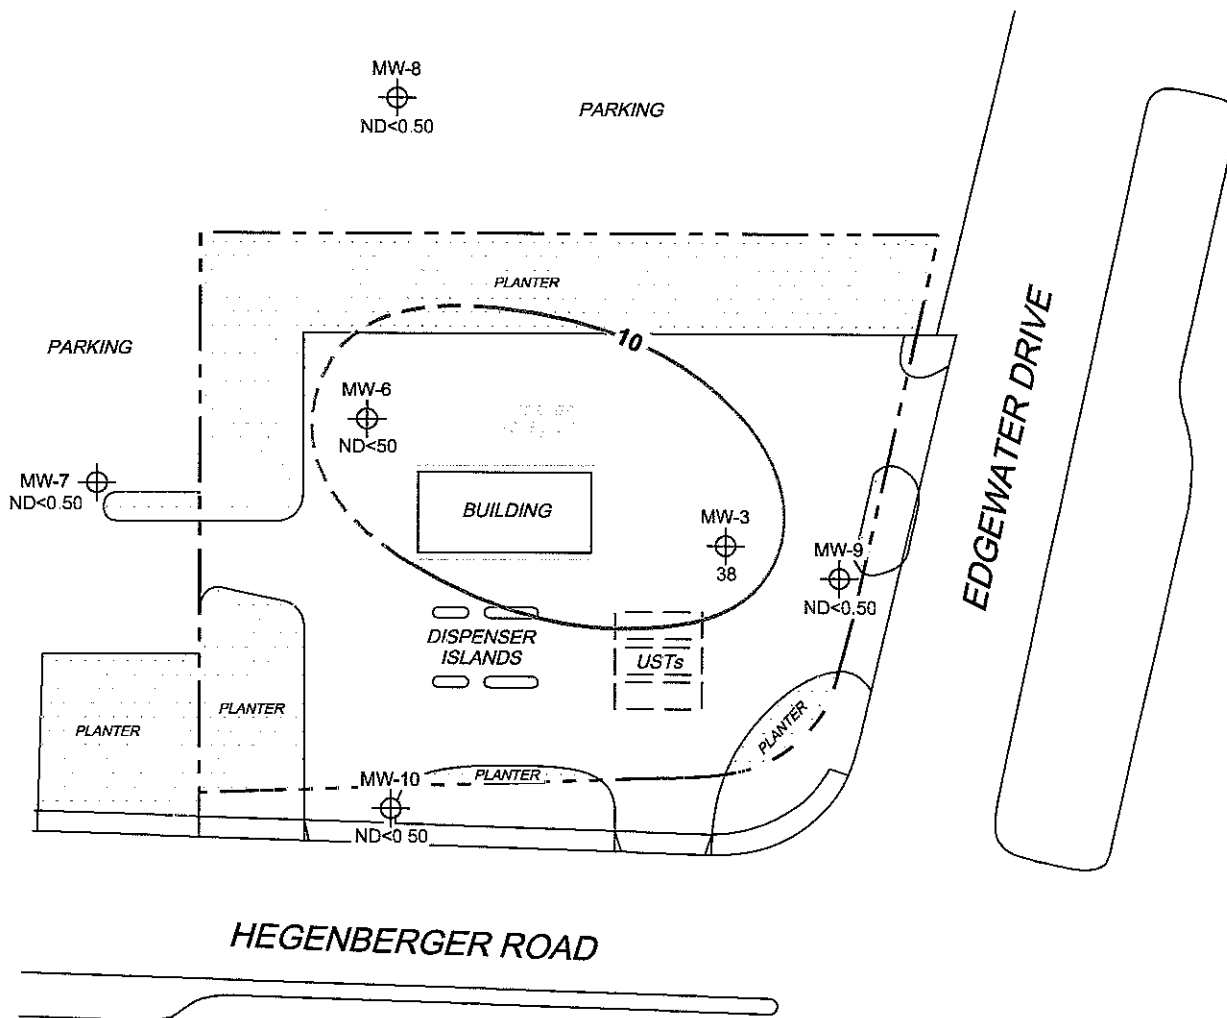 MW-8
ND<0.50
PARKING
PLANTER
10
PARKING
MW-6
ND<50
MW-7
ND<0.50
BUILDING
MW-3
38
MW-9
ND<0.50
EDGEWATER DRIVE
DISPENSER
ISLANDS
USTs
PLANTER
PLANTER
PLANTER
MW-10
PLANTER
ND<0 50
HEGENBERGER ROAD